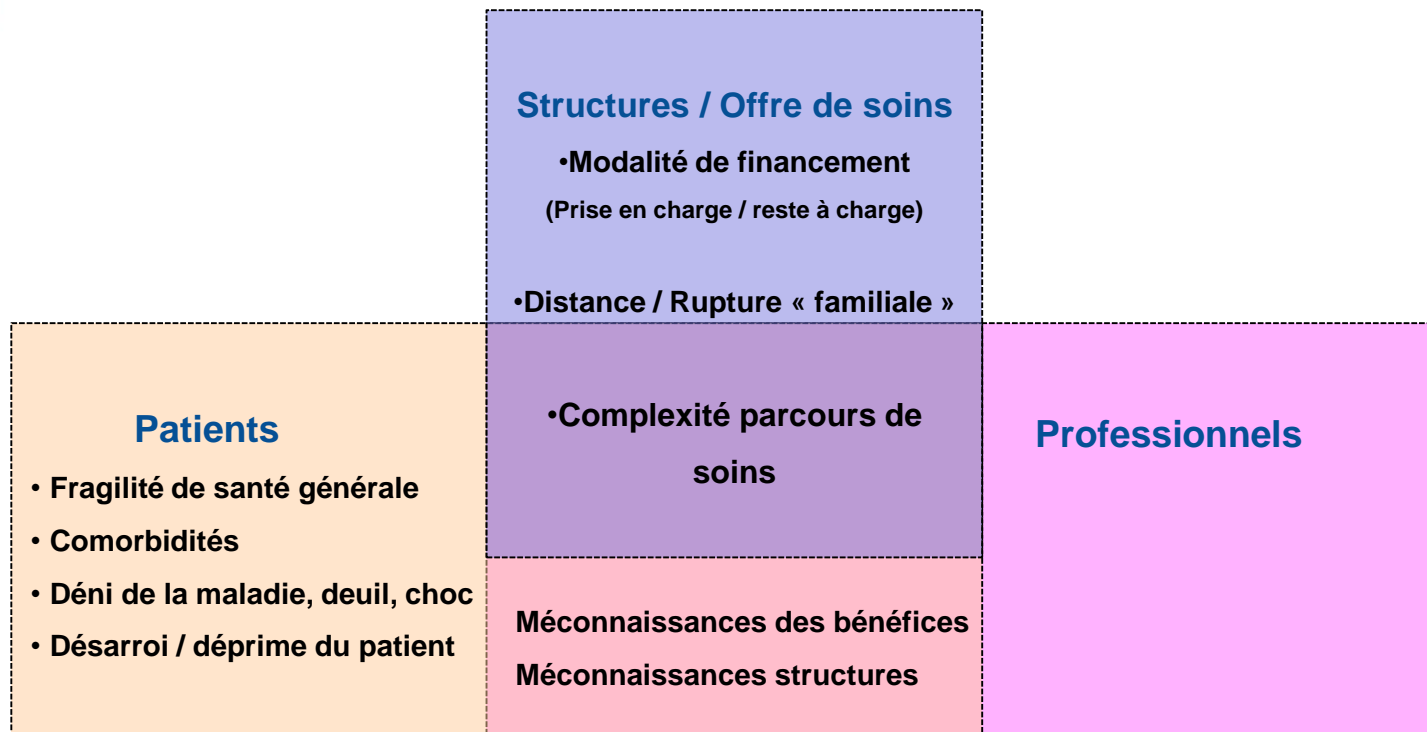 Structures / Offre de soins
•Modalité de financement
(Prise en charge / reste à charge)
•Distance / Rupture « familiale »
Patients
• Fragilité de santé générale
• Comorbidités
• Déni de la maladie, deuil, choc
• Désarroi / déprime du patient
•Complexité parcours de
soins
Méconnaissances des bénéfices
Méconnaissances structures
Professionnels